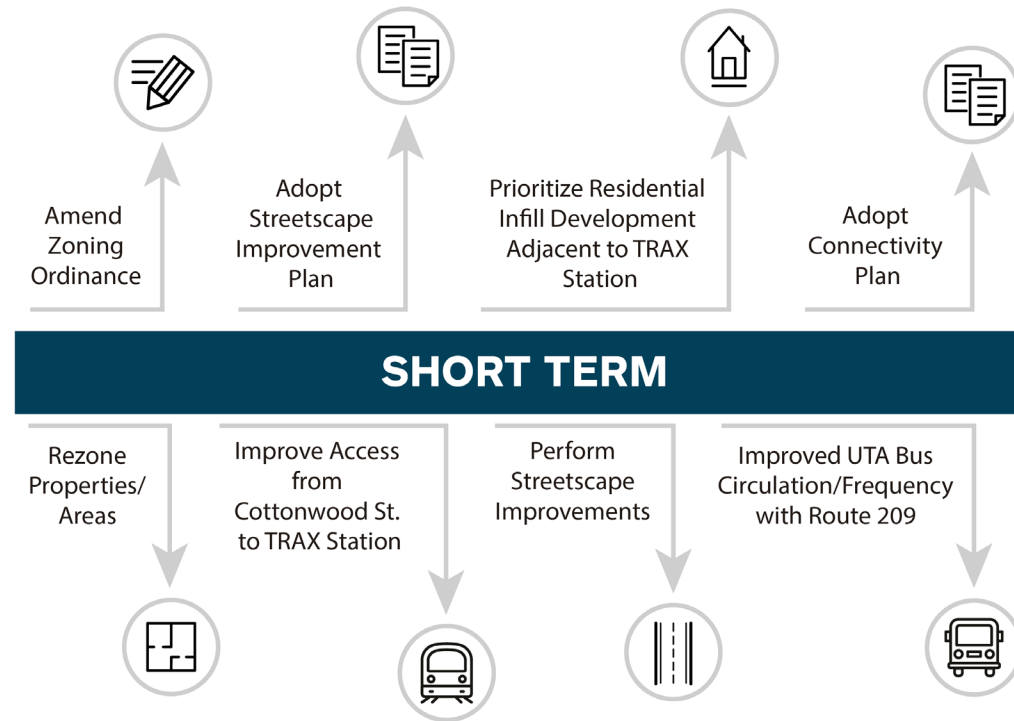 Amend
Zoning
Ordinance
Adopt
Streetscape
Improvement
Plan
Prioritize Residential
Infill Development
Adjacent to TRAX
Station
Adopt
Connectivity
Plan
SHORT TERM
Rezone
Properties/
Areas
Improve Access
from
Cottonwood St.
to TRAX Station
Perform
Streetscape
Improvements
Improved UTA Bus
Circulation/Frequency
with Route 209